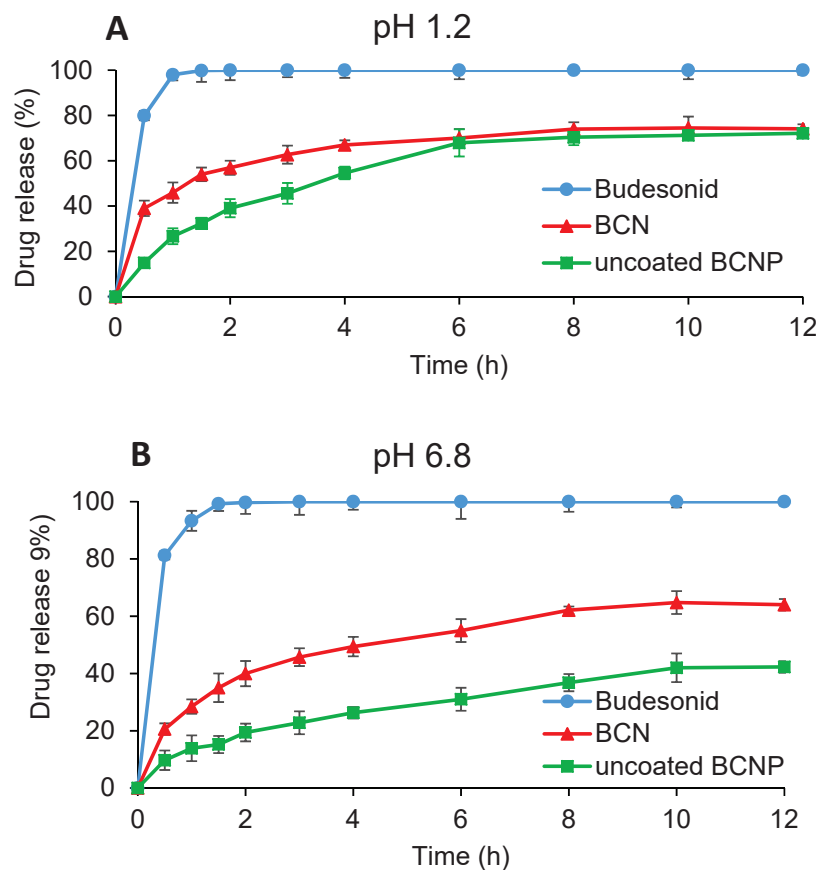 A
pH 1.2
Drug release (%)
100
80
60
40
20
0
Budesonid
BCN
uncoated BCNP
0 2 4 6 8 10 12
Time (h)
B
pH 6.8
Drug release 9%)
100
80
60
40
20
0
Budesonid
BCN
uncoated BCNP
0 2 4 6 8 10 12
Time (h)